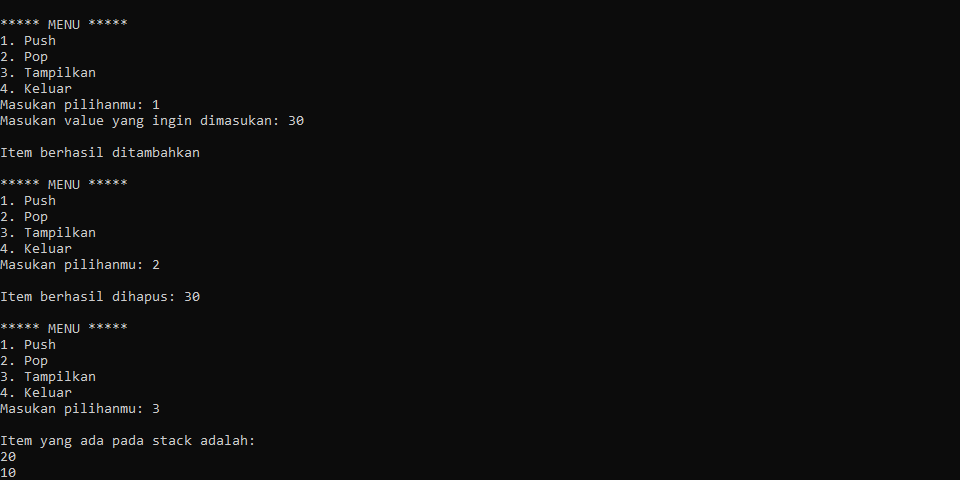 ***** MENU *****
1. Push
2. Pop
3. Tampilkan
4. Keluar
Masukan pilihanmu: 1
Masukan value yang ingin dimasukan: 30
Item berhasil ditambahkan
***** MENU *****
1. Push
2. Pop
3. Tampilkan
4. Keluar
Masukan pilihanmu: 2
Item berhasil dihapus: 30
***** MENU *****
1. Push
2. Pop
3. Tampilkan
4. Keluar
Masukan pilihanmu: 3
Item yang ada pada stack adalah:
20
10